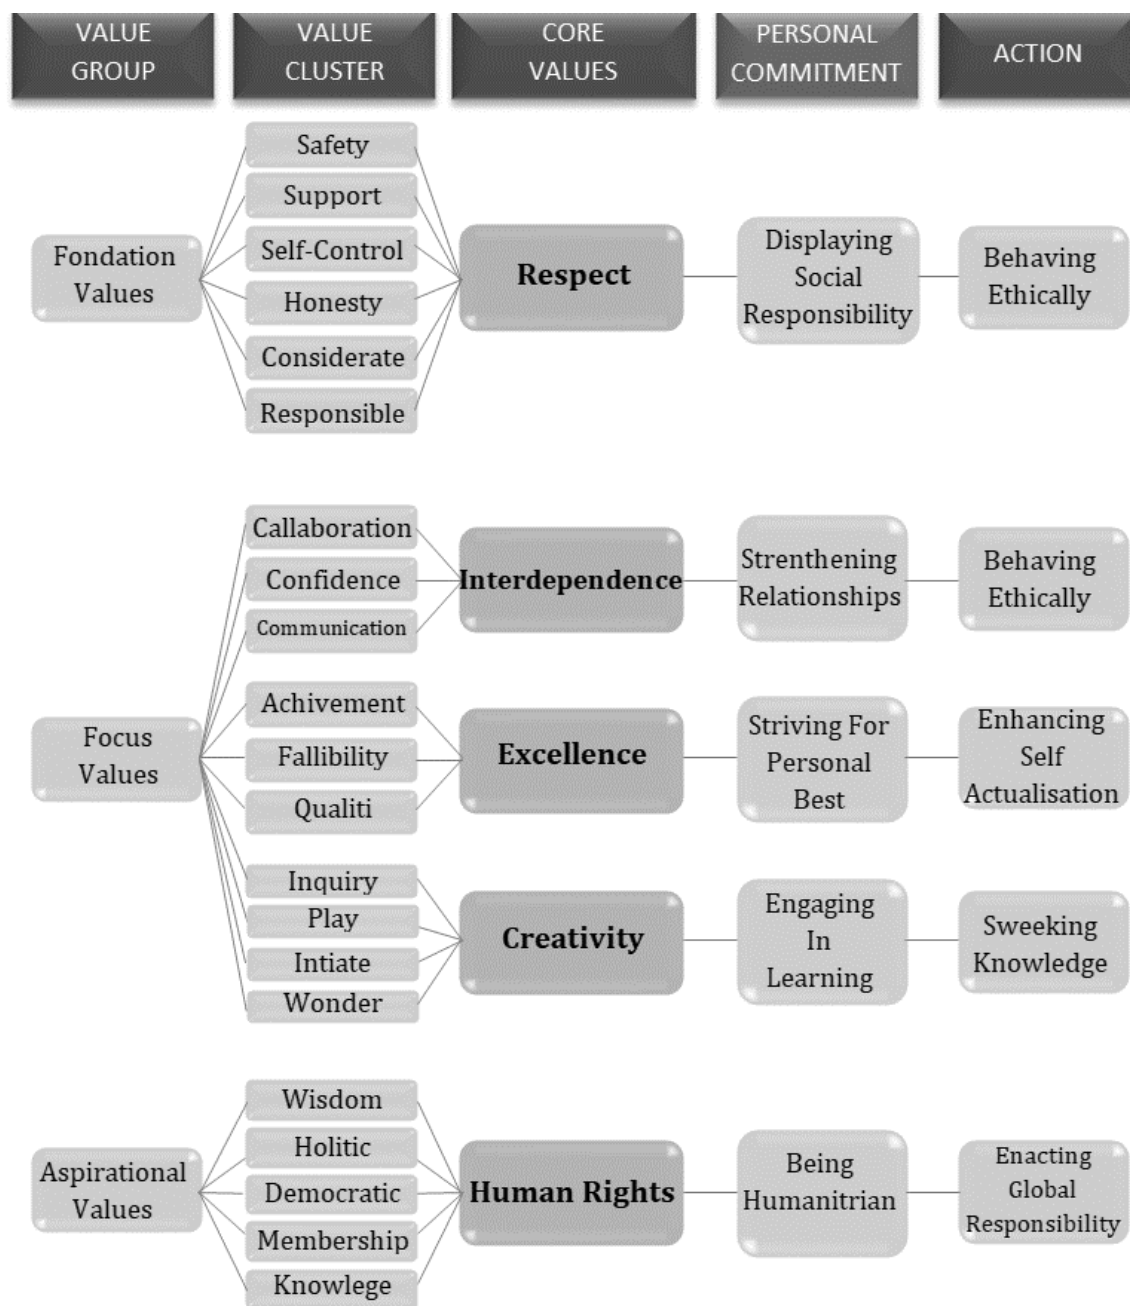 VALUE
GROUP
VALUE
CLUSTER
CORE
VALUES
PERSONAL
COMMITMENT
ACTION
Fondation
Values
Safety
Support
Self-Control
Honesty
Considerate
Responsible
Respect
Displaying
Social
Responsibility
Behaving
Ethically
Focus
Values
Callaboration
Confidence
Communication
Interdependence
Strenthening
Relationships
Behaving
Ethically
Achivement
Fallibility
Qualiti
Excellence
Striving For
Personal
Best
Enhancing
Self
Actualisation
Inquiry
Play
Intiate
Wonder
Creativity
Engaging
In
Learning
Sweeking
Knowledge
Aspirational
Values
Wisdom
Holitic
Democratic
Membership
Knowlege
Human Rights
Being
Humanitrian
Enacting
Global
Responsibility